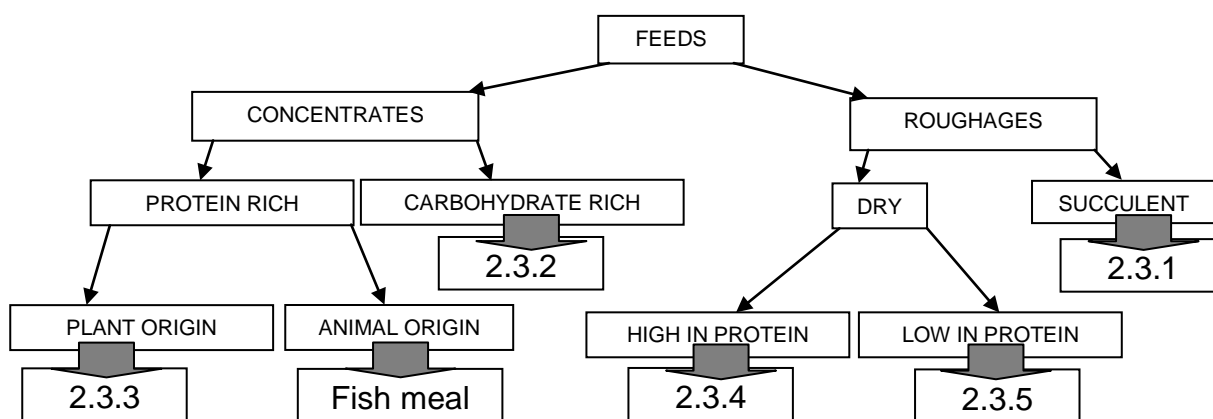 FEEDS
CONCENTRATES
ROUGHAGES
PROTEIN RICH
CARBOHYDRATE RICH
DRY
SUCCULENT
2.3.2
2.3.1
PLANT ORIGIN
ANIMAL ORIGIN
HIGH IN PROTEIN
LOW IN PROTEIN
2.3.3
Fish meal
2.3.4
2.3.5